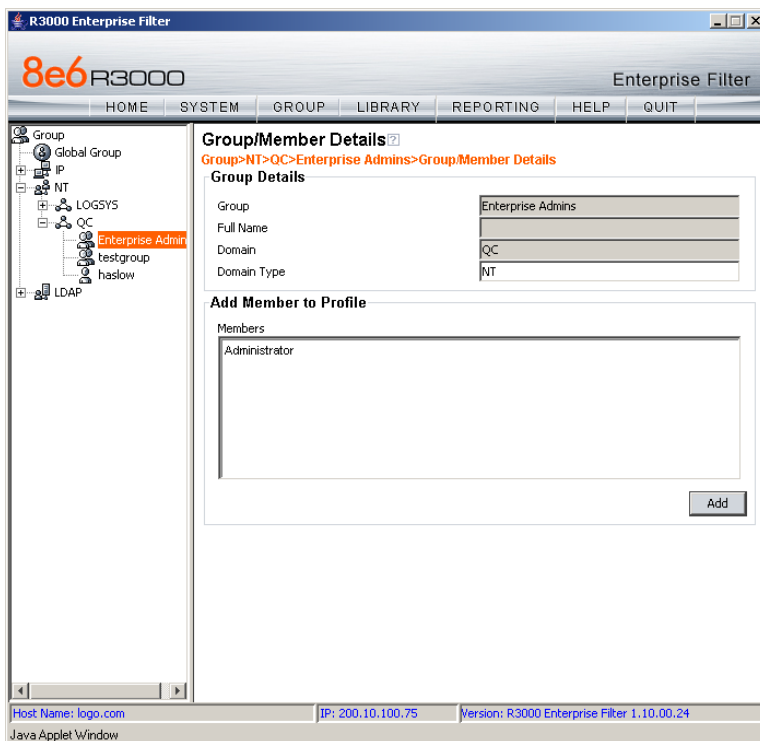 R3000 Enterprise Filter
8e6 R3000
Enterprise Filter
HOME SYSTEM GROUP LIBRARY REPORTING HELP QUIT
Group
Global Group
IP
NT
LOGSYS
QC
Enterprise Admin
testgroup
haslow
LDAP
Group/Member Details
Group>NT>QC>Enterprise Admins>Group/Member Details
Group Details
Group Enterprise Admins
Full Name
Domain QC
Domain Type NT
Add Member to Profile
Members
Administrator
Add
Host Name: logo.com IP: 200.10.100.75 Version: R3000 Enterprise Filter 1.10.00.24
Java Applet Window